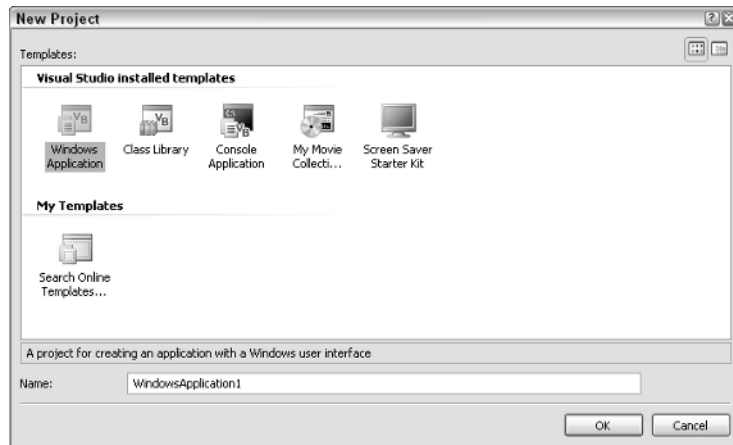 New Project
Templates:
Visual Studio installed templates
Windows Application
Class Library
Console Application
My Movie Collecti...
Screen Saver Starter Kit
My Templates
Search Online Templates...
A project for creating an application with a Windows user interface
Name:
WindowsApplication1
OK
Cancel